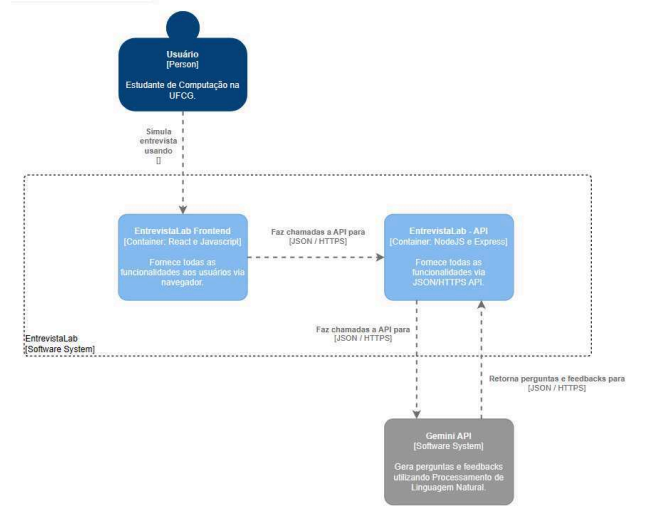 Usuário
[Person]
Estudante de Computação na
UFCG.
Simula
entrevista
usando
[]
EntrevistaLab Frontend
[Container: React e Javascript]
Fornece todas as
funcionalidades aos usuários via
navegador.
Faz chamadas a API para
[JSON / HTTPS]
EntrevistaLab - API
[Container: NodeJS e Express]
Fornece todas as
funcionalidades via
JSON/HTTPS API.
EntrevistaLab
[Software System]
Faz chamadas a API para
[JSON / HTTPS]
Retorna perguntas e feedbacks para
[JSON / HTTPS]
Gemini API
[Software System]
Gera perguntas e feedbacks
utilizando Processamento de
Linguagem Natural.